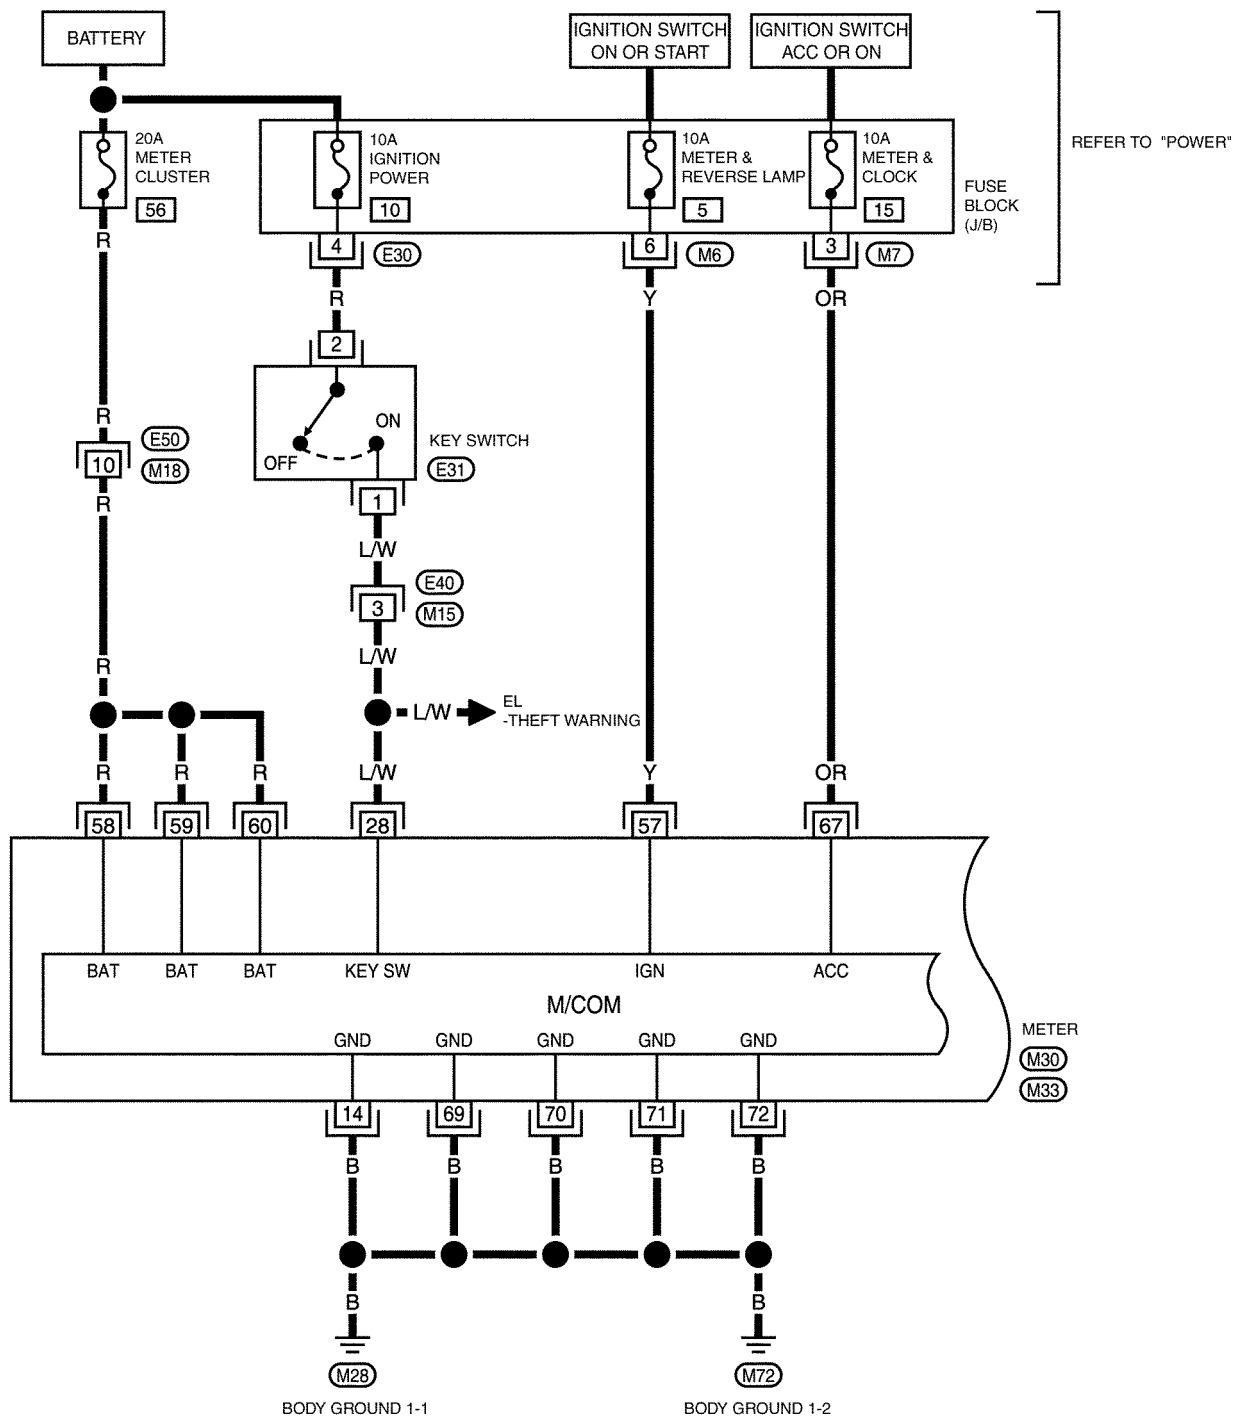 BATTERY
IGNITION SWITCH
ON OR START
IGNITION SWITCH
ACC OR ON
REFER TO "POWER"
20A
METER
CLUSTER
56
10A
IGNITION
POWER
10
10A
METER &
REVERSE LAMP
5
10A
METER &
CLOCK
15
FUSE
BLOCK
(J/B)
4
E30
6
M6
3
M7
R
R
Y
OR
2
ON
OFF
KEY SWITCH
E31
R
10
E50
M18
R
1
L/W
3
E40
M15
L/W
R
L/W
EL
-THEFT WARNING
R
R
R
L/W
Y
OR
58
59
60
28
57
67
BAT
BAT
BAT
KEY SW
IGN
ACC
M/COM
GND
GND
GND
GND
GND
METER
M30
M33
14
69
70
71
72
B
B
B
B
B
B
B
M28
M72
BODY GROUND 1-1
BODY GROUND 1-2